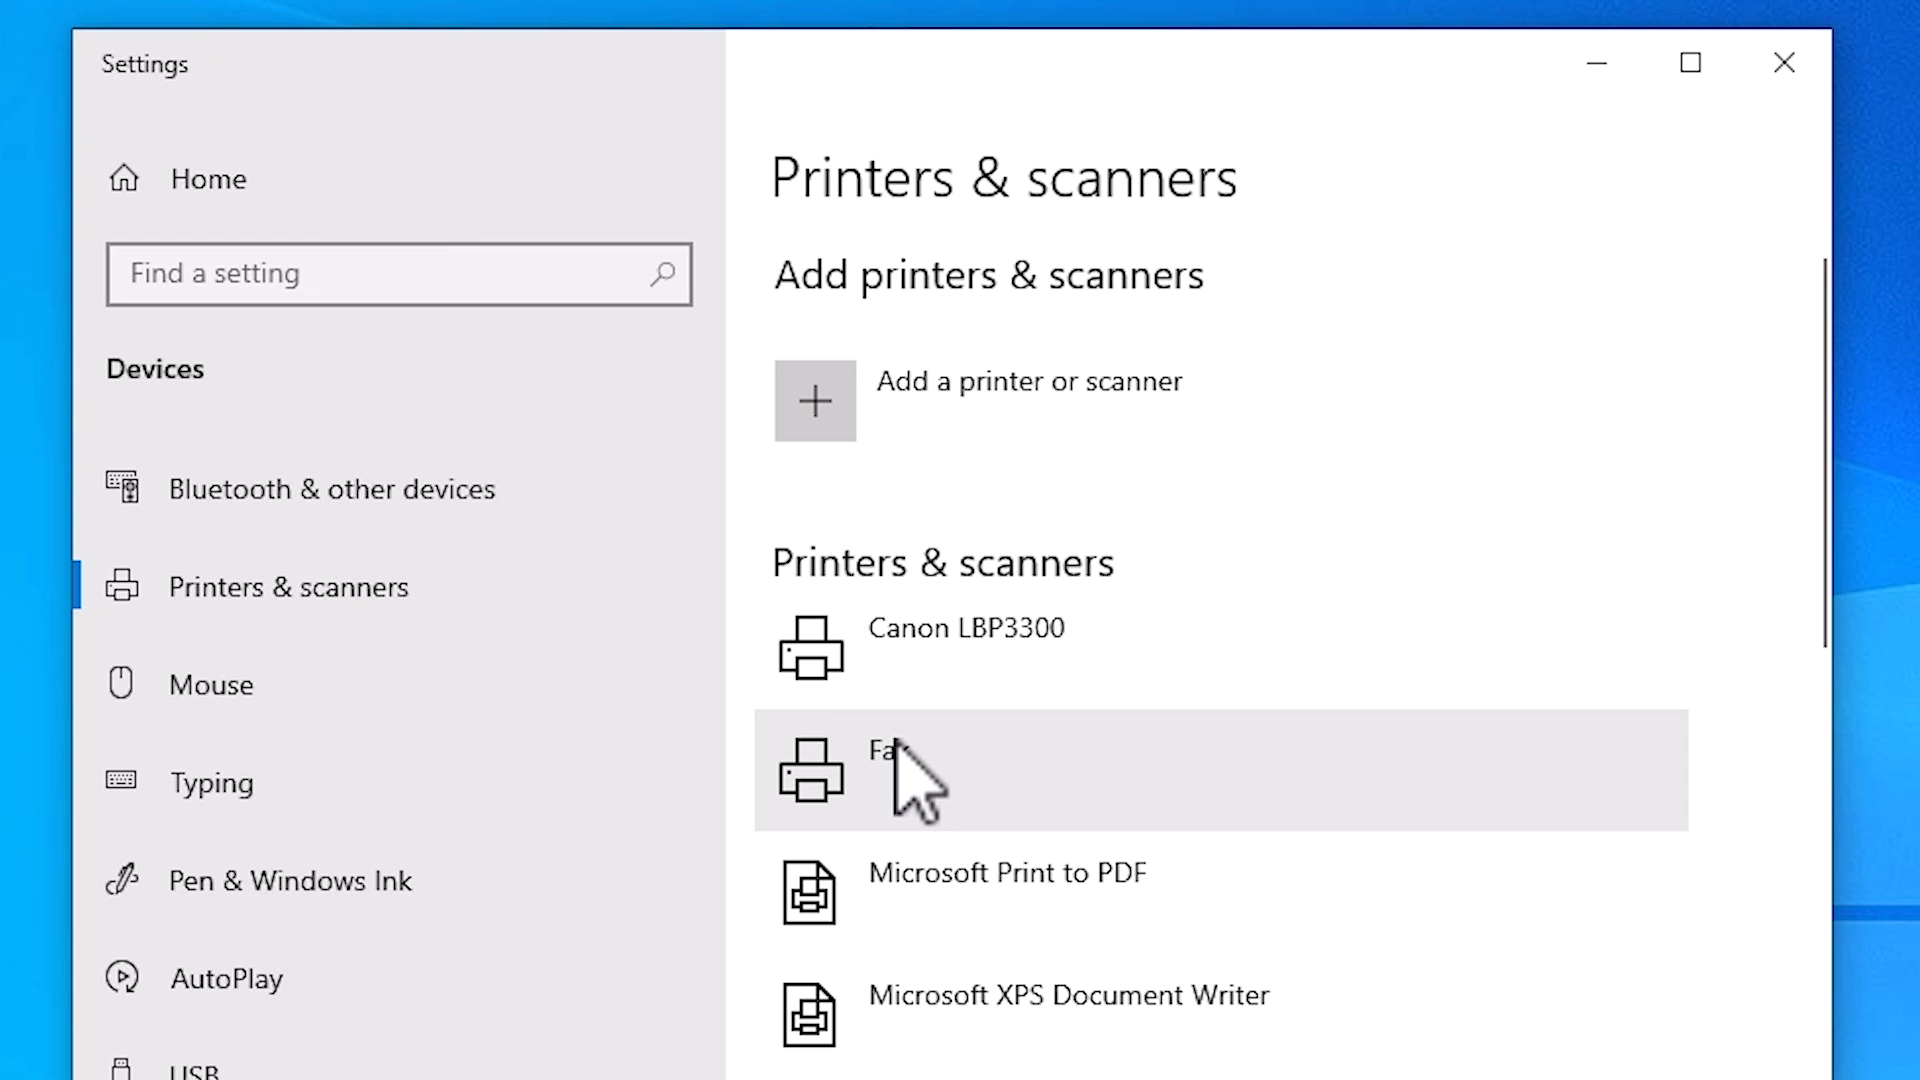 Settings
Home
Find a setting
Devices
Bluetooth & other devices
Printers & scanners
Mouse
Typing
Pen & Windows Ink
AutoPlay
USB
Printers & scanners
Add printers & scanners
Add a printer or scanner
Printers & scanners
Canon LBP3300
Microsoft Print to PDF
Microsoft XPS Document Writer